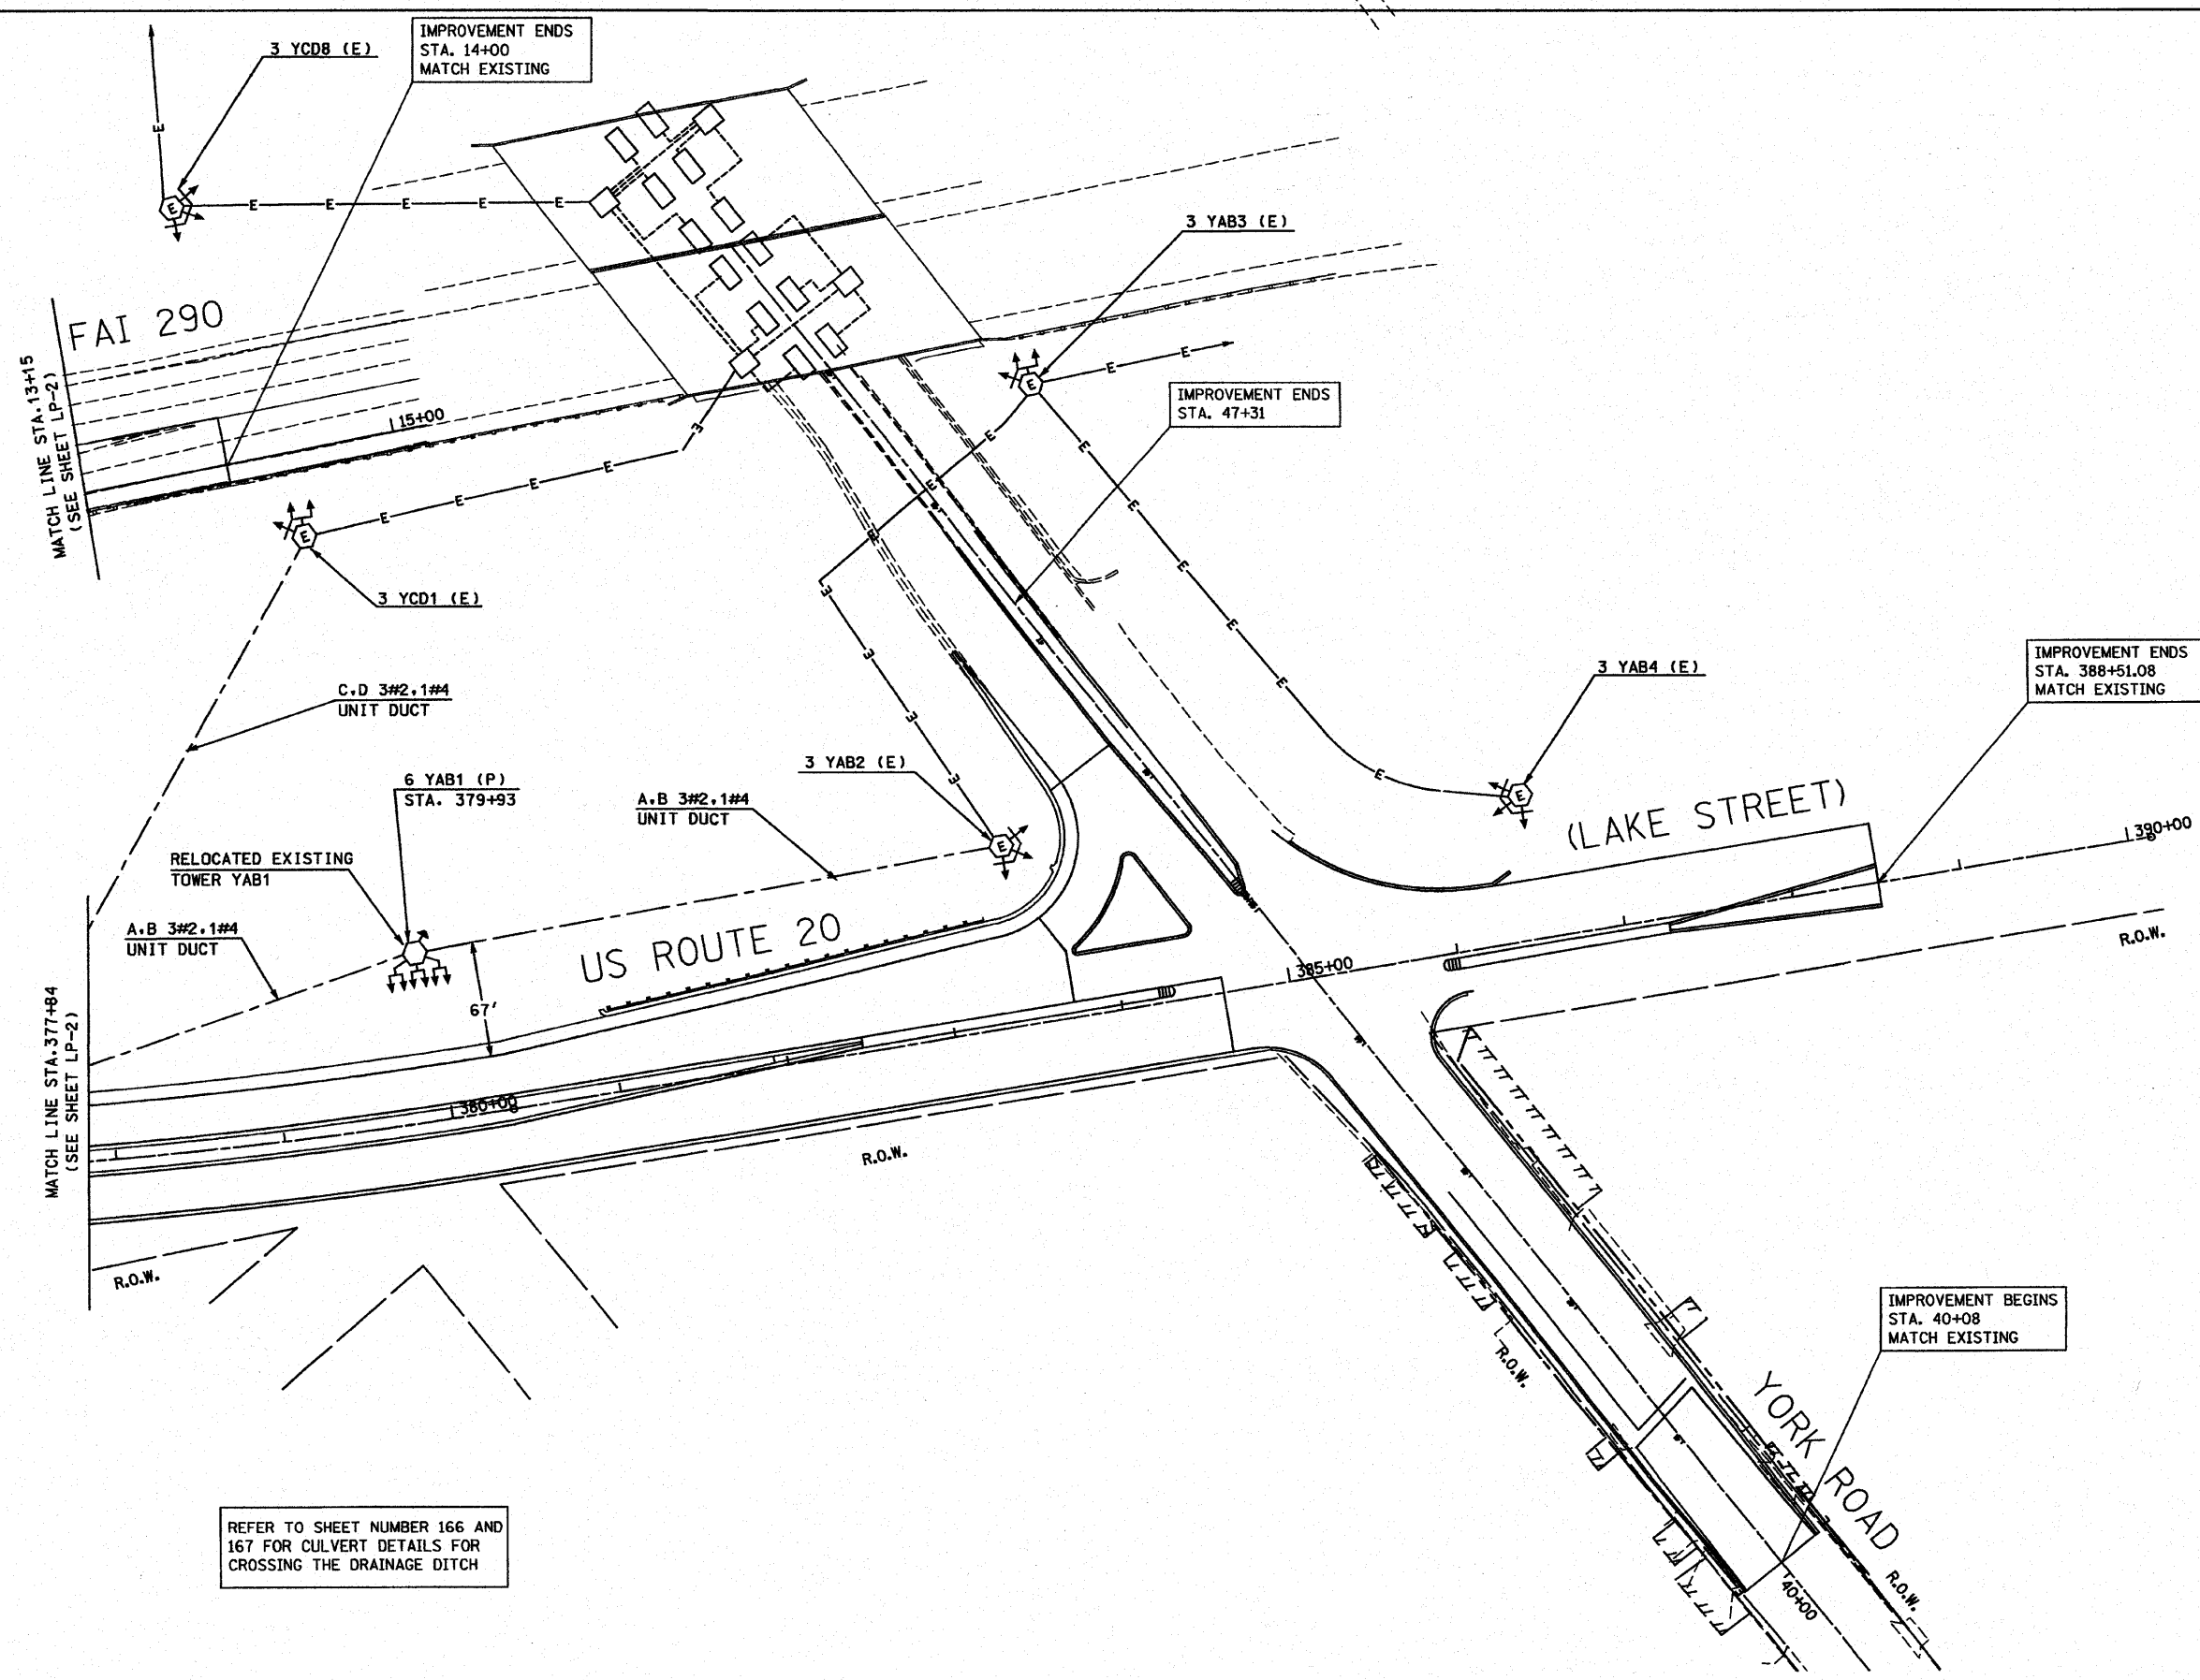 3 YCD8 (E)
IMPROVEMENT ENDS
STA. 14+00
MATCH EXISTING
E
E
E E E E E
3 YAB3 (E)
FAI 290
MATCH LINE STA.13+15
(SEE SHEET LP-2)
15+00
E
E E
IMPROVEMENT ENDS
STA. 47+31
E
E E E E
E
3 YCD1 (E)
E E E
E
E E E E
E E E E E
C,D 3#2,1#4
UNIT DUCT
3 YAB4 (E)
IMPROVEMENT ENDS
STA. 388+51.08
MATCH EXISTING
3 YAB2 (E)
E
6 YAB1 (P)
STA. 379+93
A,B 3#2,1#4
UNIT DUCT
E
E
(LAKE STREET)
390+00
RELOCATED EXISTING
TOWER YAB1
A,B 3#2,1#4
UNIT DUCT
US ROUTE 20
R.O.W.
385+00
67'
MATCH LINE STA.377+84
(SEE SHEET LP-2)
380+00
R.O.W.
R.O.W.
IMPROVEMENT BEGINS
STA. 40+08
MATCH EXISTING
R.O.W.
YORK ROAD
R.O.W.
40+00
REFER TO SHEET NUMBER 166 AND
167 FOR CULVERT DETAILS FOR
CROSSING THE DRAINAGE DITCH